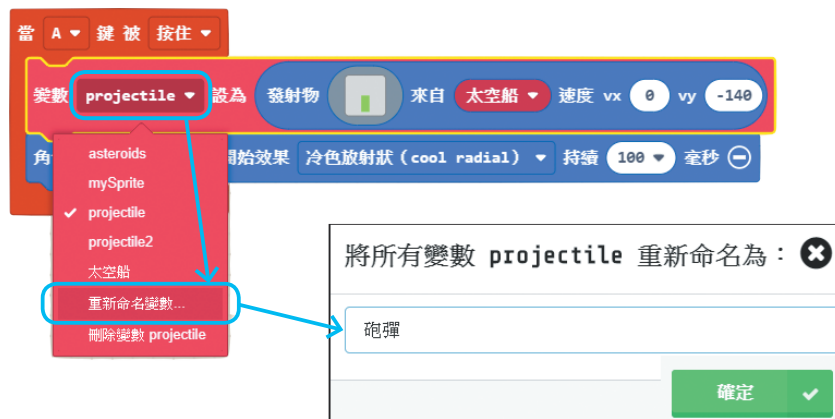 當 A 鍵 被 按住
變數 projectile 設為 發射物 來自 太空船 速度 vx 0 vy -140
角 開始效果 冷色放射狀 (cool radial) 持續 100 毫秒
asteroids
mySprite
projectile
projectile2
太空船
重新命名變數...
刪除變數 projectile
將所有變數 projectile 重新命名為：
砲彈
確定